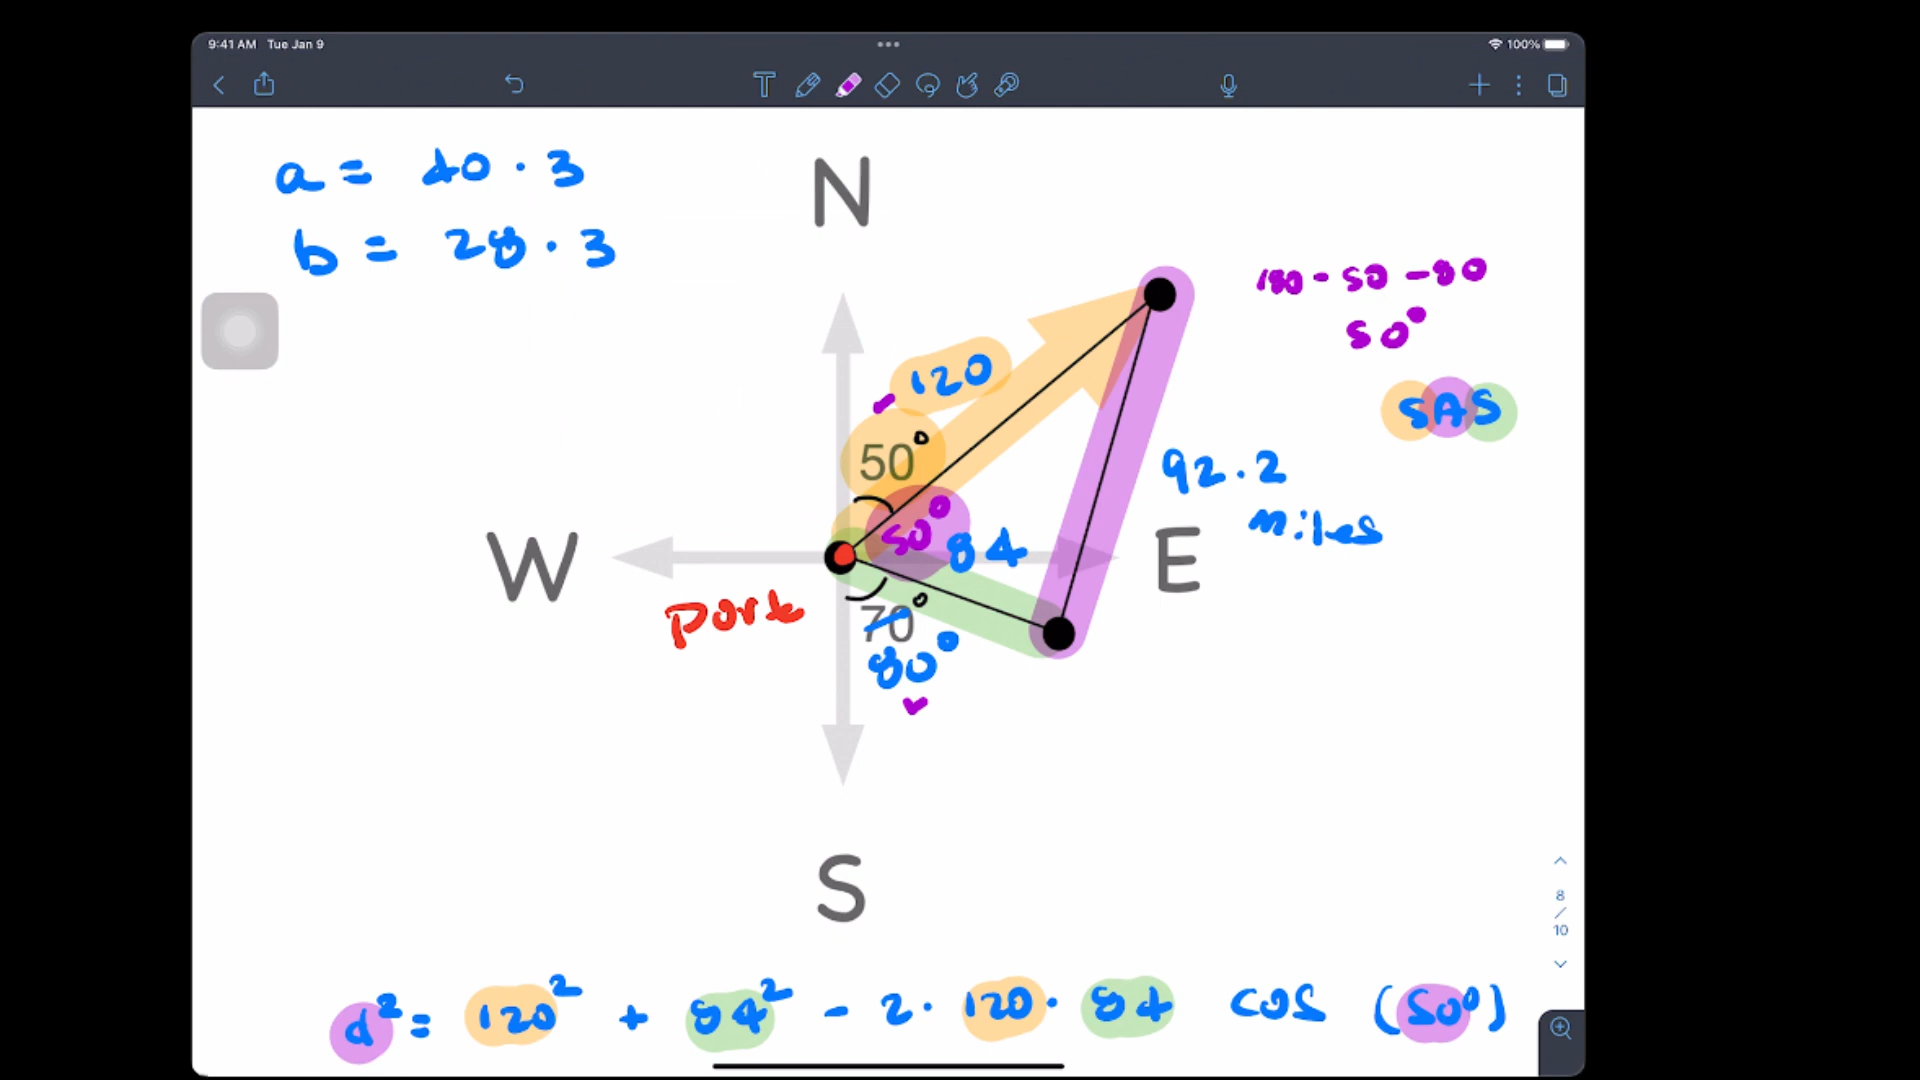 9:41 AM Tue Jan 9
100%
a = 40 · 3
b = 28 · 3
N
180 - 50 - 80
50°
SAS
120
50°
50°
84
92.2
miles
W
E
port
70°
80°
S
8
/
10
d² = 120² + 84² - 2 · 120 · 84 cos (50°)